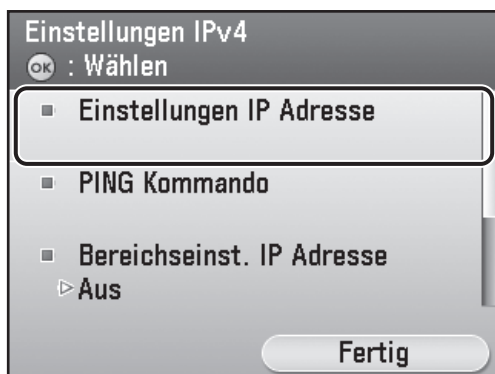 Einstellungen IPv4
OK : Wählen
Einstellungen IP Adresse
PING Kommando
Bereichseinst. IP Adresse
Aus
Fertig